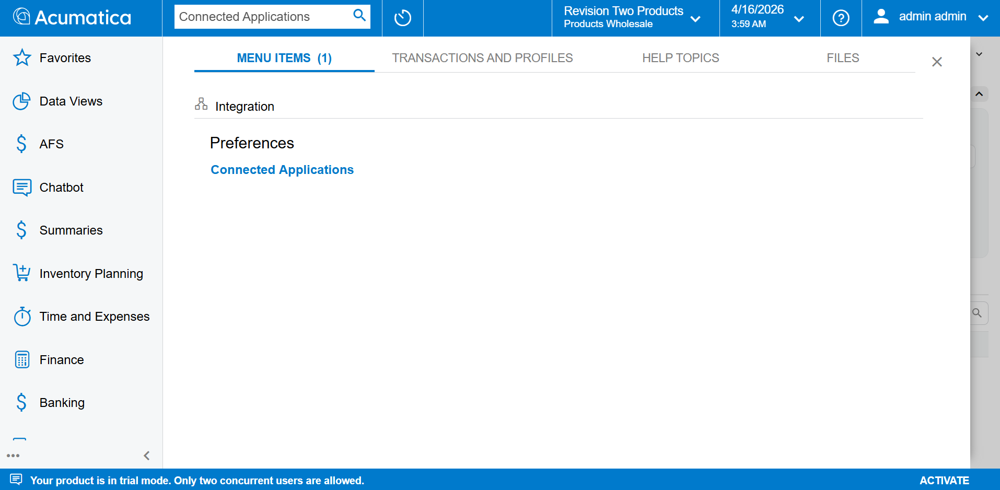 Acumatica
Connected Applications
Revision Two Products
Products Wholesale
4/16/2026
3:59 AM
?
admin admin
Favorites
Data Views
AFS
Chatbot
Summaries
Inventory Planning
Time and Expenses
Finance
Banking
MENU ITEMS (1)
TRANSACTIONS AND PROFILES
HELP TOPICS
FILES
Integration
Preferences
Connected Applications
Your product is in trial mode. Only two concurrent users are allowed.
ACTIVATE